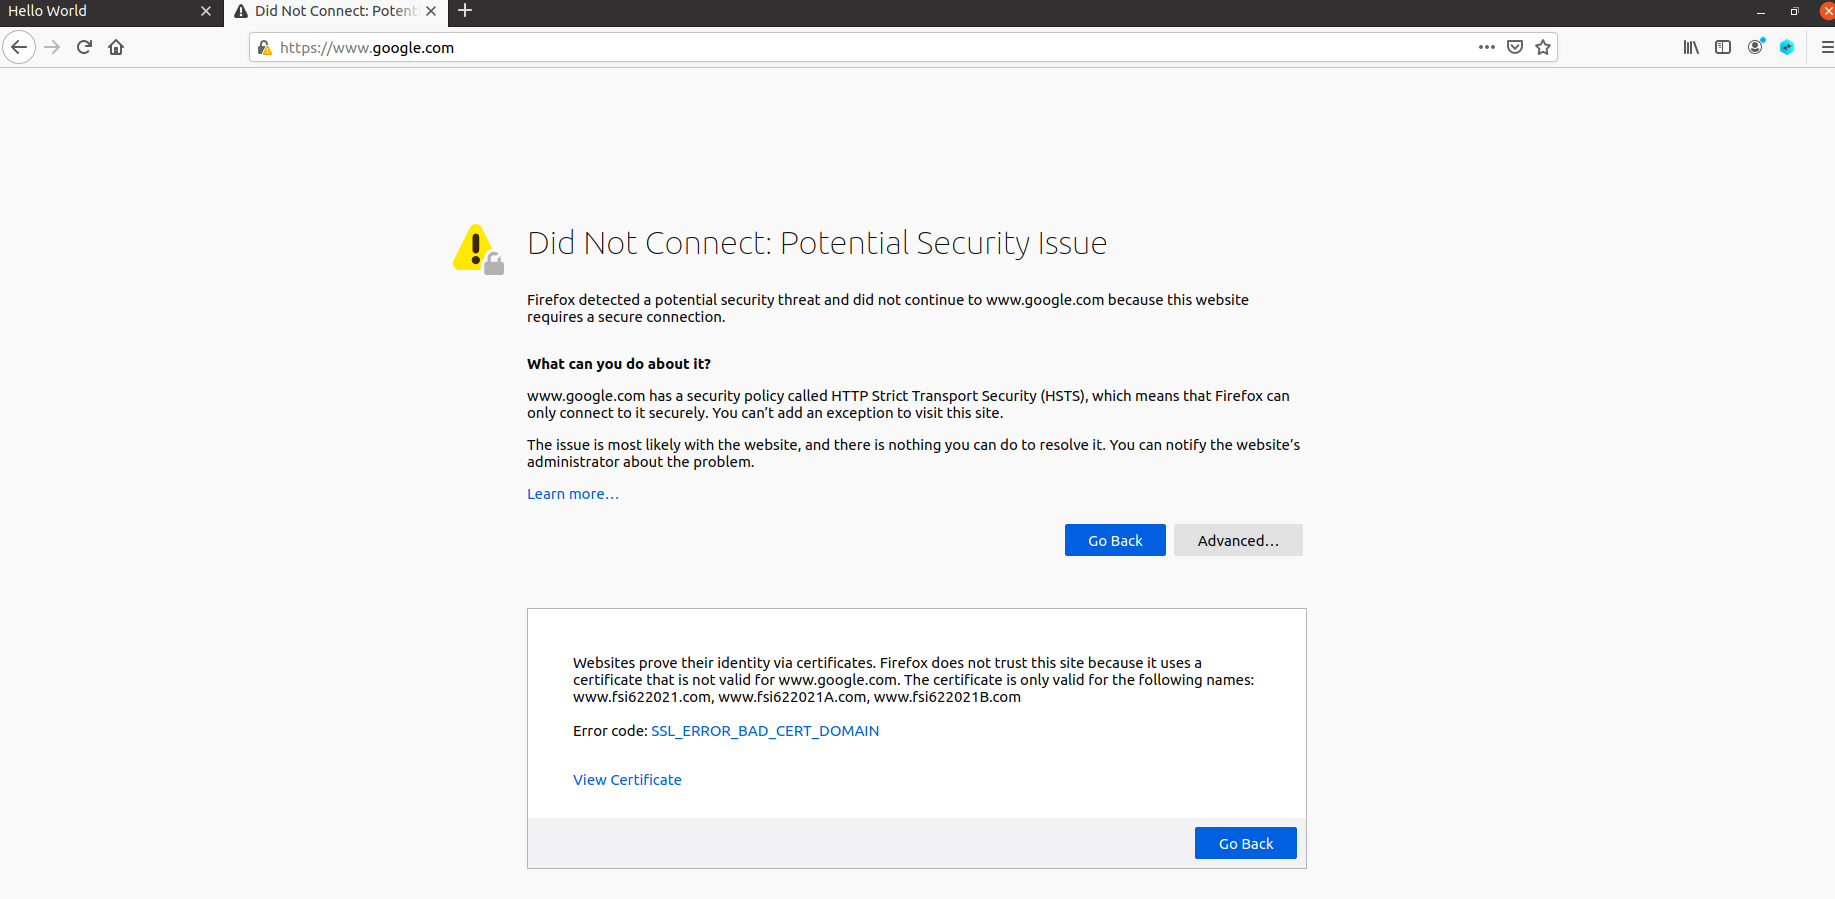 Hello World
Did Not Connect: Potent
https://www.google.com
Did Not Connect: Potential Security Issue
Firefox detected a potential security threat and did not continue to www.google.com because this website
requires a secure connection.
What can you do about it?
www.google.com has a security policy called HTTP Strict Transport Security (HSTS), which means that Firefox can
only connect to it securely. You can’t add an exception to visit this site.
The issue is most likely with the website, and there is nothing you can do to resolve it. You can notify the website’s
administrator about the problem.
Learn more…
Go Back
Advanced…
Websites prove their identity via certificates. Firefox does not trust this site because it uses a
certificate that is not valid for www.google.com. The certificate is only valid for the following names:
www.fsi622021.com, www.fsi622021A.com, www.fsi622021B.com
Error code: SSL_ERROR_BAD_CERT_DOMAIN
View Certificate
Go Back